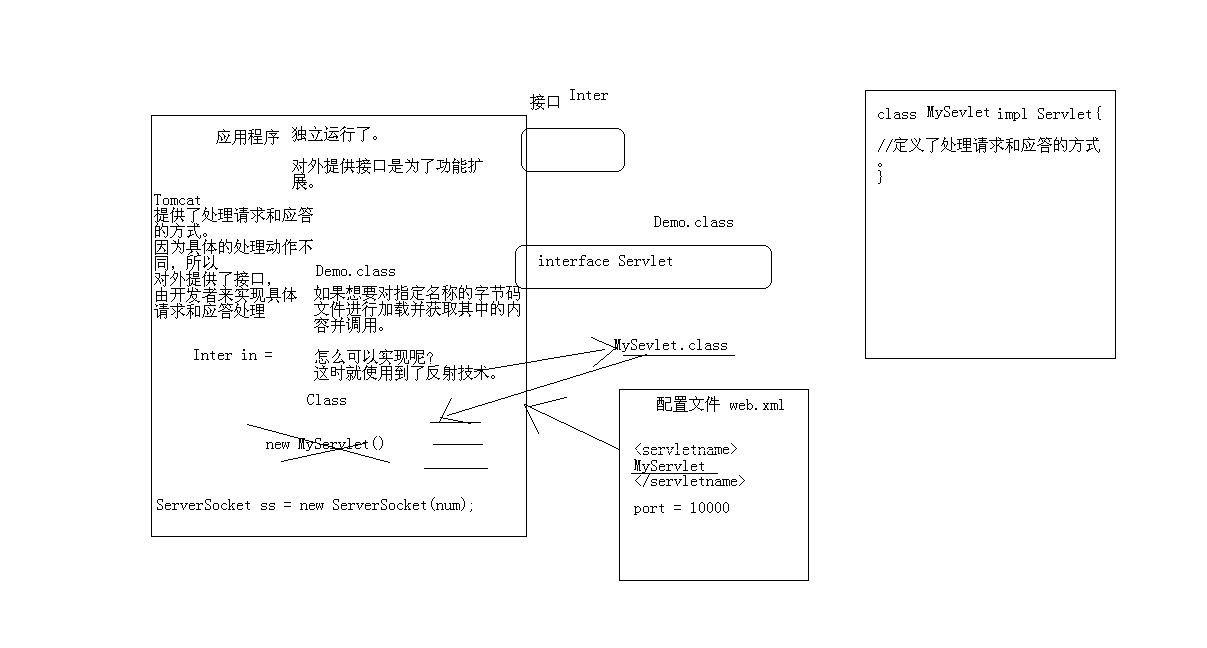 接口 Inter
应用程序 独立运行了。
对外提供接口是为了功能扩
展。
Tomcat
提供了处理请求和应答
的方式。
因为具体的处理动作不
同，所以
对外提供了接口，
由开发者来实现具体
请求和应答处理
Demo.class
interface Servlet
Demo.class
如果想要对指定名称的字节码
文件进行加载并获取其中的内
容并调用。
Inter in =
怎么可以实现呢？
这时就使用到了反射技术。
Class
new MyServlet()
ServerSocket ss = new ServerSocket(num);
MySevlet.class
配置文件 web.xml
<servletname>
MyServlet
</servletname>
port = 10000
class MySevlet impl Servlet{
//定义了处理请求和应答的方式
。
}